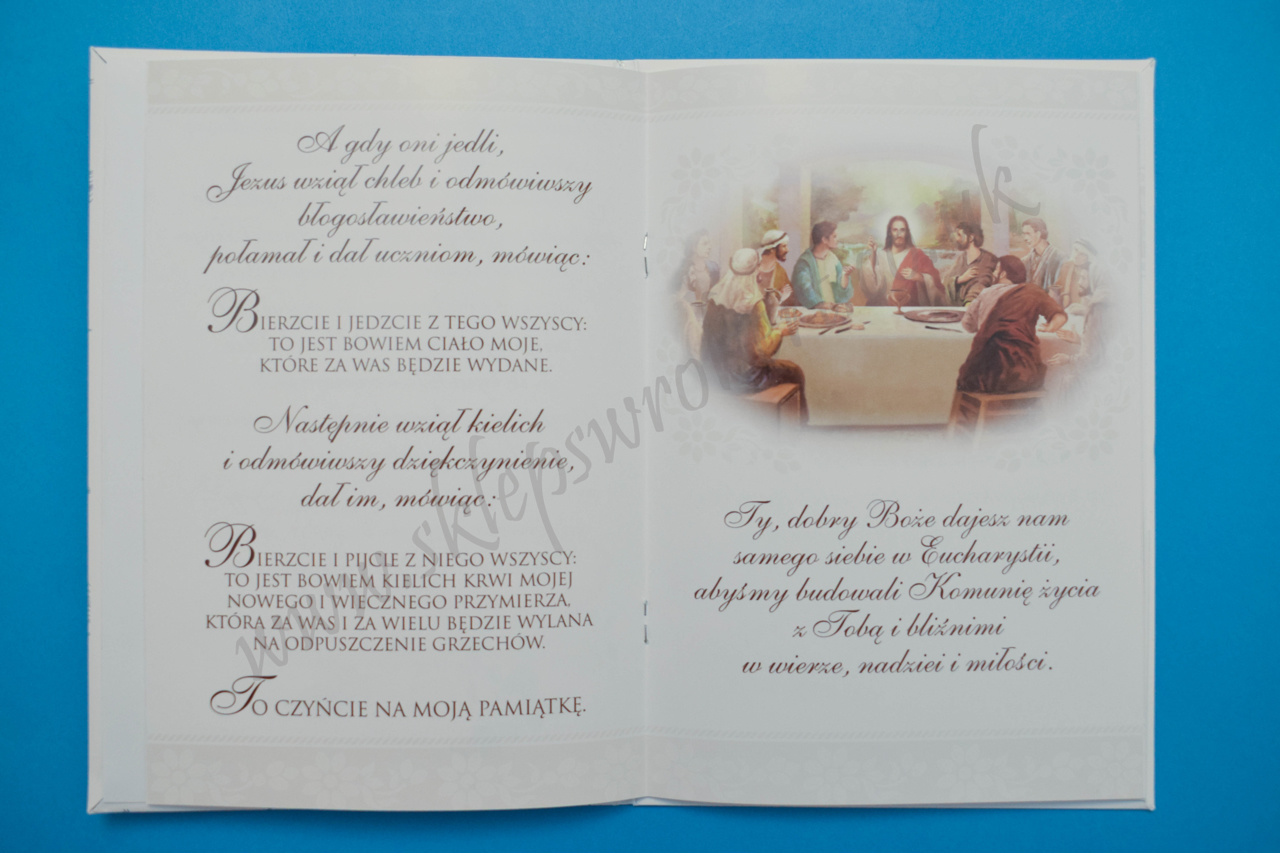 A gdy oni jedli,
Jezus wziął chleb i odmówiwszy
błogosławieństwo,
połamał i dał uczniom, mówiąc:
BIERZCIE I JEDZCIE Z TEGO WSZYSCY:
TO JEST BOWIEM CIAŁO MOJE,
KTÓRE ZA WAS BĘDZIE WYDANE.
Następnie wziął kielich
i odmówiwszy dziękczynienie,
dał im, mówiąc:
BIERZCIE I PIJCIE Z NIEGO WSZYSCY:
TO JEST BOWIEM KIELICH KRWI MOJEJ
NOWEGO I WIECZNEGO PRZYMIERZA,
KTÓRA ZA WAS I ZA WIELU BĘDZIE WYLANA
NA ODPUSZCZENIE GRZECHÓW.
TO CZYŃCIE NA MOJĄ PAMIĄTKĘ.
Ty, dobry Boże dajesz nam
samego siebie w Eucharystii,
abyśmy budowali Komunię życia
z Tobą i bliźnimi
w wierze, nadziei i miłości.